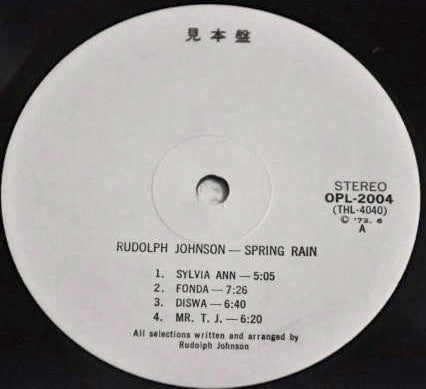 見本盤
STEREO
OPL-2004
(THL-4040)
© '72. 6
A
RUDOLPH JOHNSON — SPRING RAIN
1. SYLVIA ANN — 5:05
2. FONDA — 7:26
3. DISWA — 6:40
4. MR. T. J. — 6:20
All selections written and arranged by
Rudolph Johnson